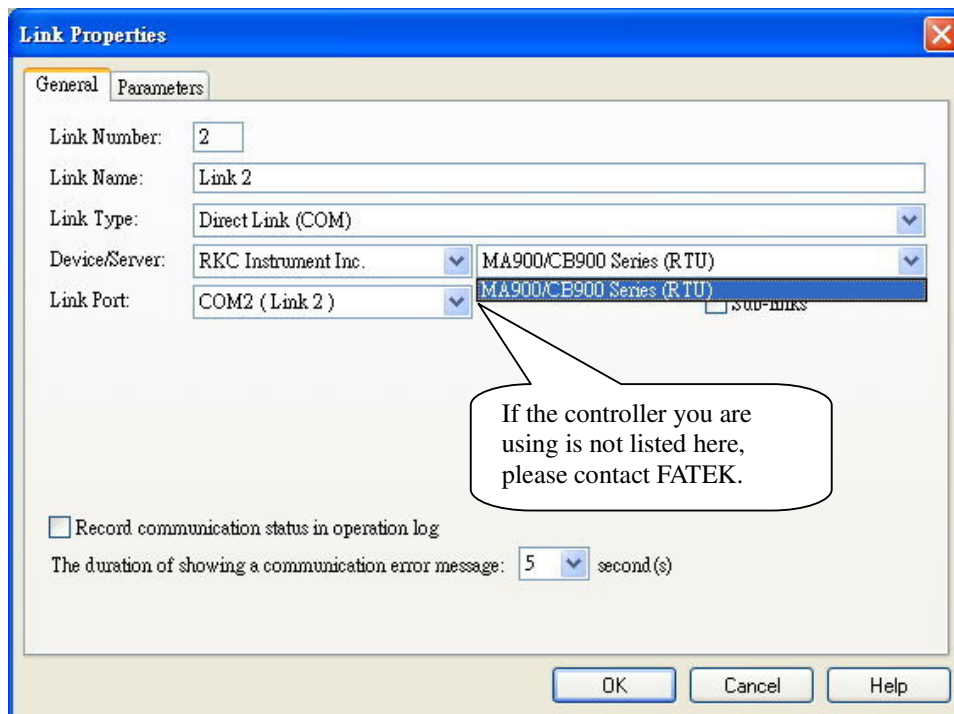 Link Properties
General Parameters
Link Number: 2
Link Name: Link 2
Link Type: Direct Link (COM)
Device/Server: RKC Instrument Inc. MA900/CB900 Series (RTU)
MA900/CB900 Series (RTU)
Link Port: COM2 ( Link 2 ) Sub-links
If the controller you are
using is not listed here,
please contact FATEK.
Record communication status in operation log
The duration of showing a communication error message: 5 second(s)
OK Cancel Help